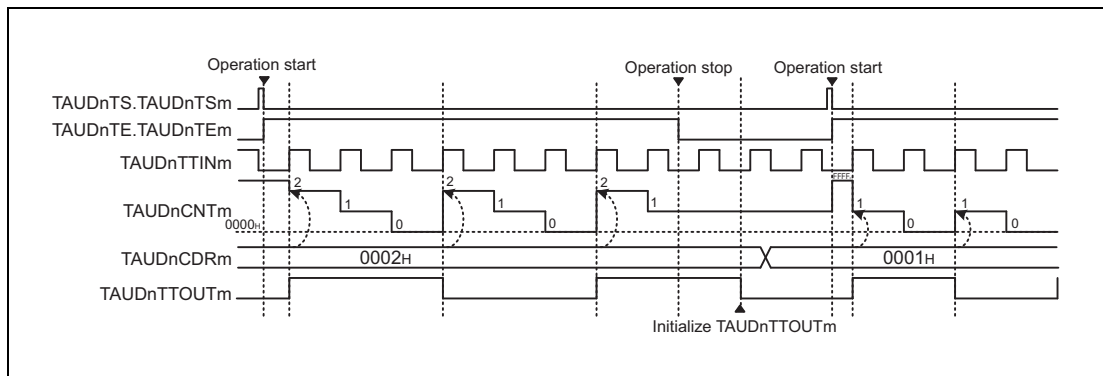 Operation start Operation stop Operation start
TAUDnTS.TAUDnTSm
TAUDnTE.TAUDnTEm
TAUDnTTINm
FFFF
2 2 2
1 1 1 1 1
TAUDnCNTm
0 0 0 0
0000H
TAUDnCDRm 0002H 0001H
TAUDnTTOUTm
Initialize TAUDnTTOUTm